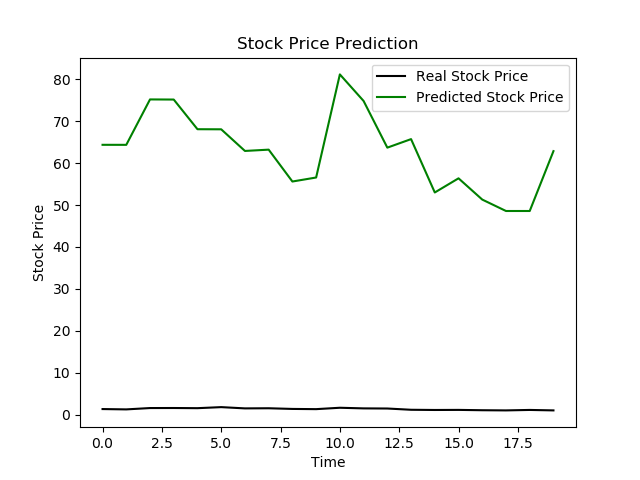 Stock Price Prediction
Real Stock Price
Predicted Stock Price
80
70
60
50
40
30
20
10
0
Stock Price
0.0 2.5 5.0 7.5 10.0 12.5 15.0 17.5
Time